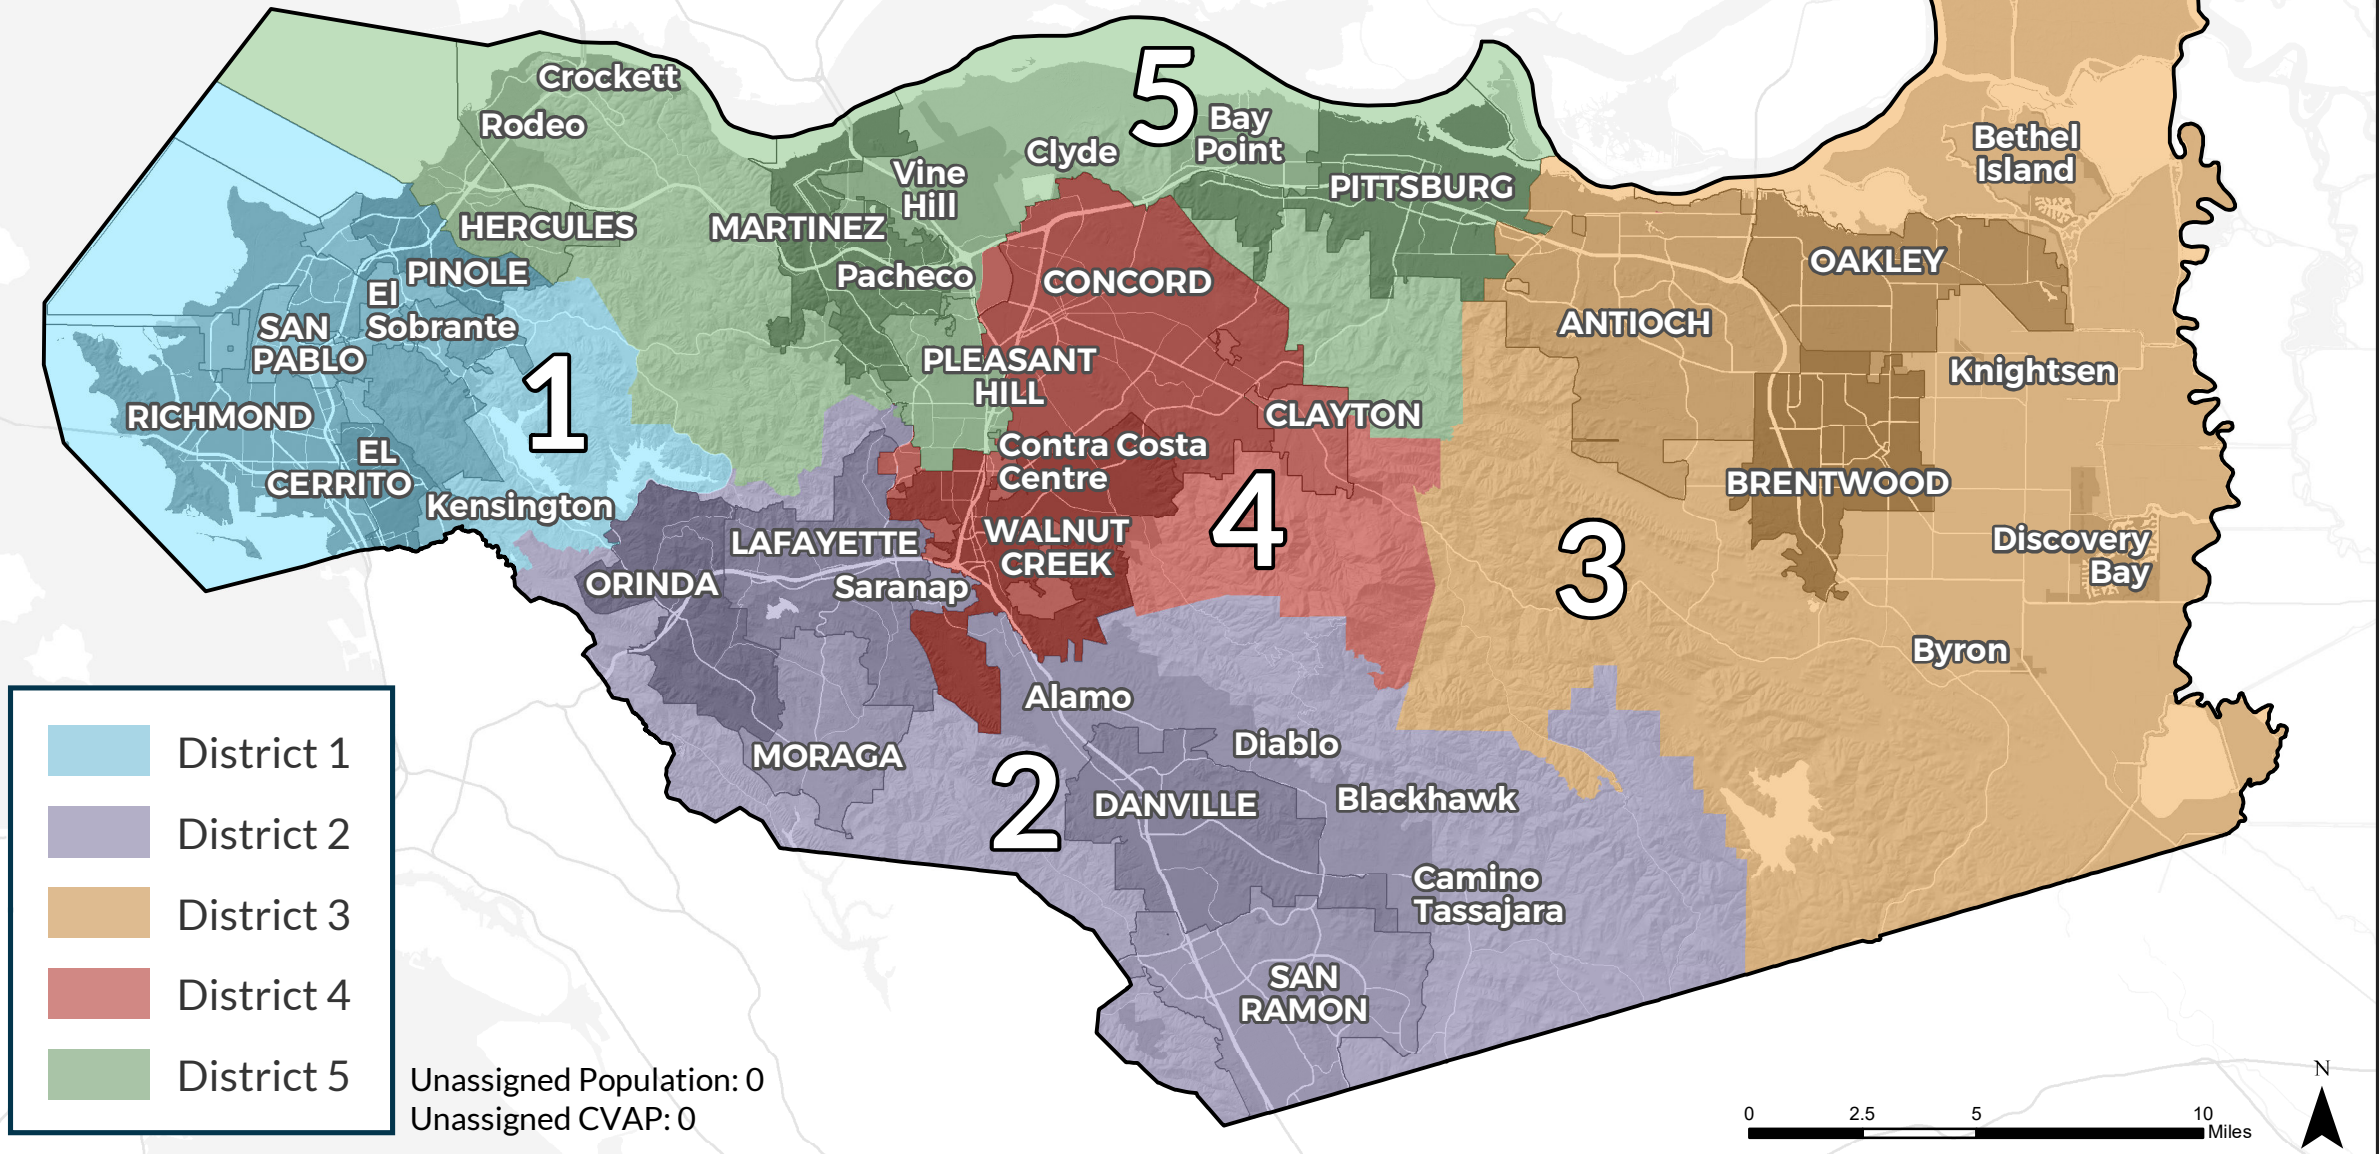 Crockett
Rodeo
5
Bay
Point
Clyde
Vine
Hill
PITTSBURG
Bethel
Island
HERCULES
MARTINEZ
PINOLE
Pacheco
CONCORD
OAKLEY
El
Sobrante
SAN
PABLO
ANTIOCH
PLEASANT
HILL
Knightsen
1
RICHMOND
CLAYTON
EL
CERRITO
Contra Costa
Centre
BRENTWOOD
Kensington
4
LAFAYETTE
WALNUT
CREEK
3
Discovery
Bay
ORINDA
Saranap
Byron
Alamo
MORAGA
Diablo
2
DANVILLE
Blackhawk
Camino
Tassajara
SAN
RAMON
District 1
District 2
District 3
District 4
District 5
Unassigned Population: 0
Unassigned CVAP: 0
N
0 2.5 5 10
Miles